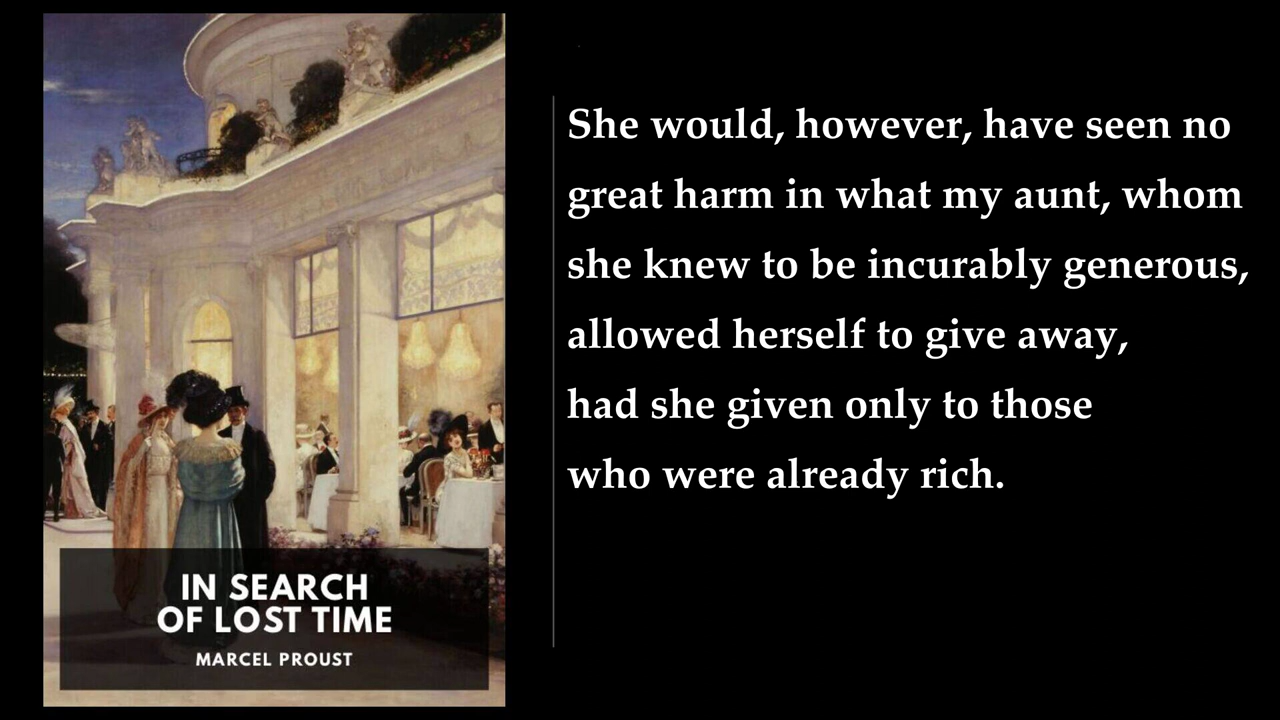 She would, however, have seen no
great harm in what my aunt, whom
she knew to be incurably generous,
allowed herself to give away,
had she given only to those
who were already rich.
IN SEARCH
OF LOST TIME
MARCEL PROUST